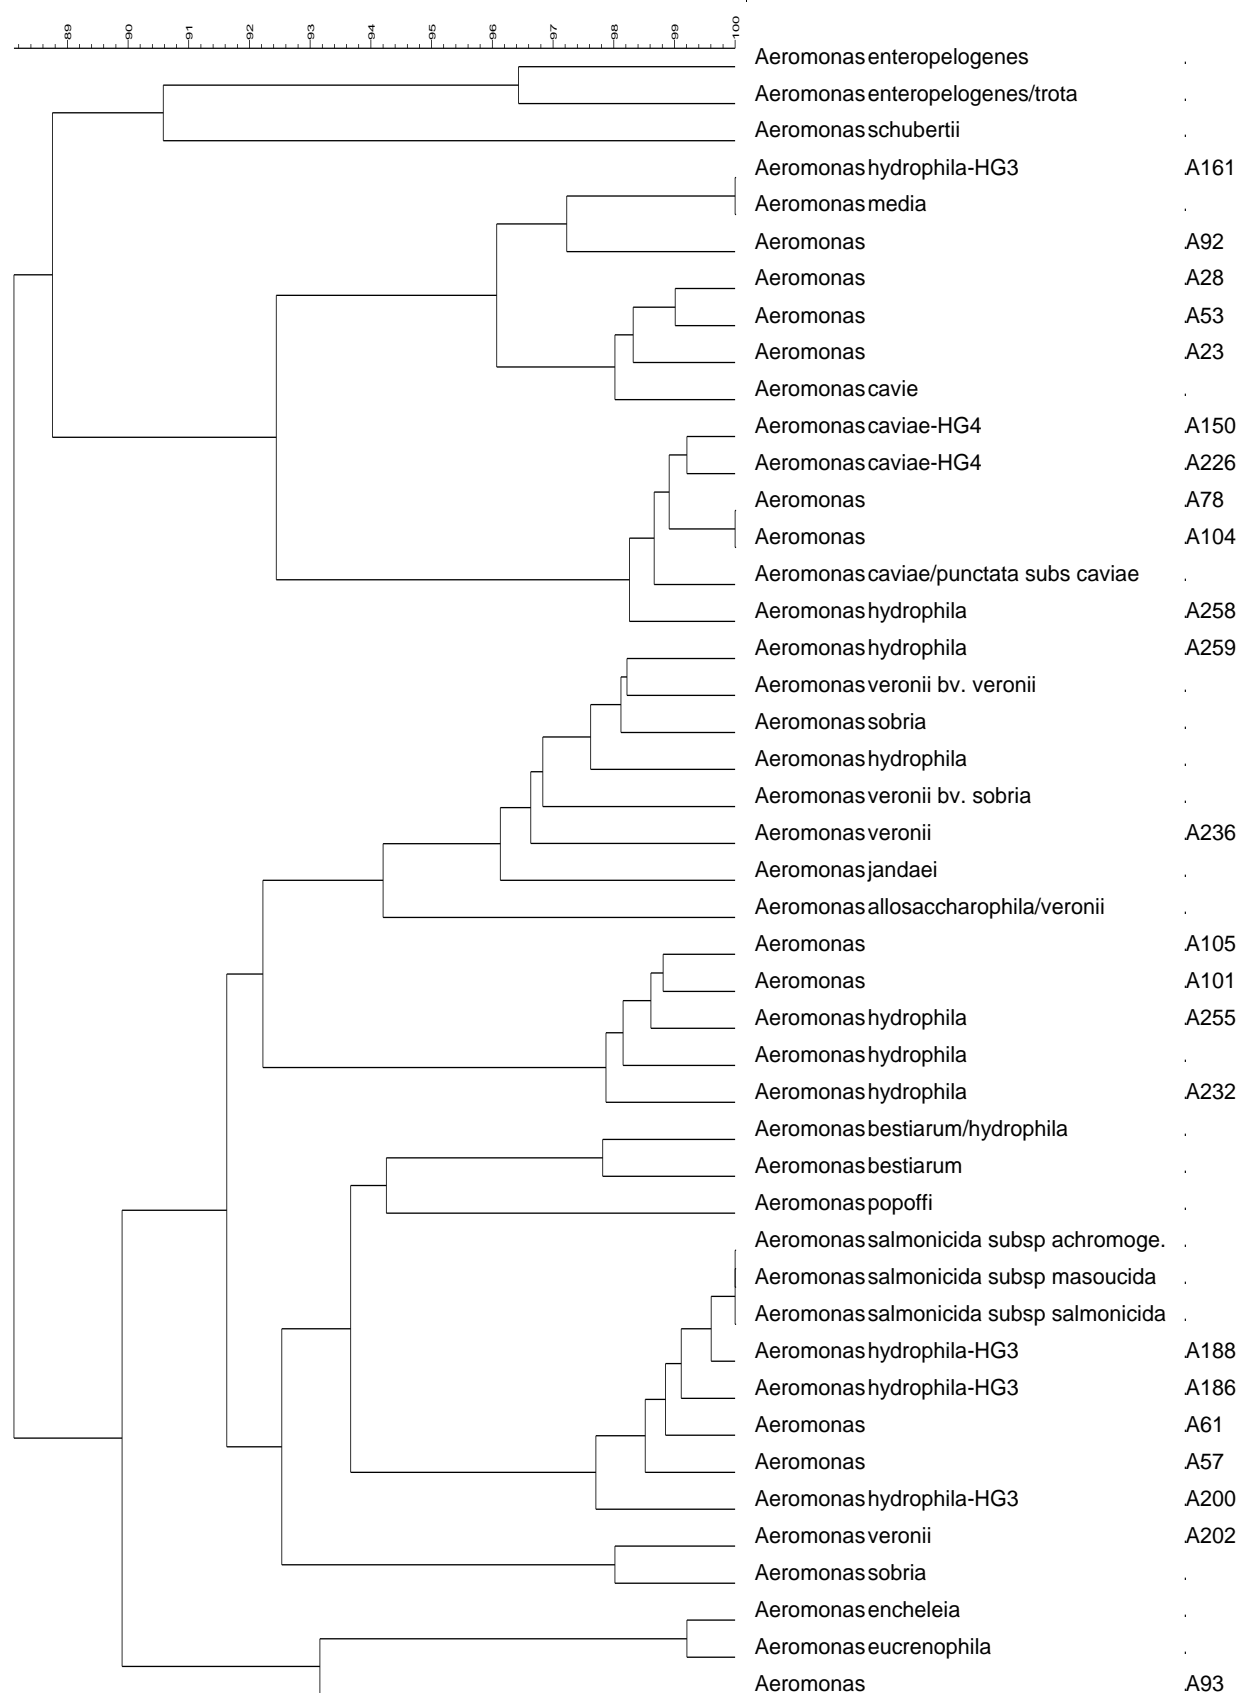 89 90 91 92 93 94 95 96 97 98 99 100
Aeromonas enteropelogenes .
Aeromonas enteropelogenes/trota .
Aeromonas schubertii .
Aeromonas hydrophila-HG3 .A161
Aeromonas media .
Aeromonas .A92
Aeromonas .A28
Aeromonas .A53
Aeromonas .A23
Aeromonas cavie .
Aeromonas caviae-HG4 .A150
Aeromonas caviae-HG4 .A226
Aeromonas .A78
Aeromonas .A104
Aeromonas caviae/punctata subs caviae .
Aeromonas hydrophila .A258
Aeromonas hydrophila .A259
Aeromonas veronii bv. veronii .
Aeromonas sobria .
Aeromonas hydrophila .
Aeromonas veronii bv. sobria .
Aeromonas veronii .A236
Aeromonas jandaei .
Aeromonas allosaccharophila/veronii .
Aeromonas .A105
Aeromonas .A101
Aeromonas hydrophila .A255
Aeromonas hydrophila .
Aeromonas hydrophila .A232
Aeromonas bestiarum/hydrophila .
Aeromonas bestiarum .
Aeromonas popoffi .
Aeromonas salmonicida subsp achromoge. .
Aeromonas salmonicida subsp masoucida .
Aeromonas salmonicida subsp salmonicida .
Aeromonas hydrophila-HG3 .A188
Aeromonas hydrophila-HG3 .A186
Aeromonas .A61
Aeromonas .A57
Aeromonas hydrophila-HG3 .A200
Aeromonas veronii .A202
Aeromonas sobria .
Aeromonas encheleia .
Aeromonas eucrenophila .
Aeromonas .A93